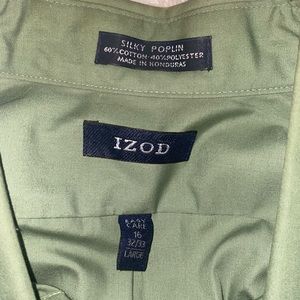 SILKY POPLIN
60% COTTON • 40% POLYESTER
MADE IN HONDURAS
IZOD
EASY
CARE
16
32/33
LARGE